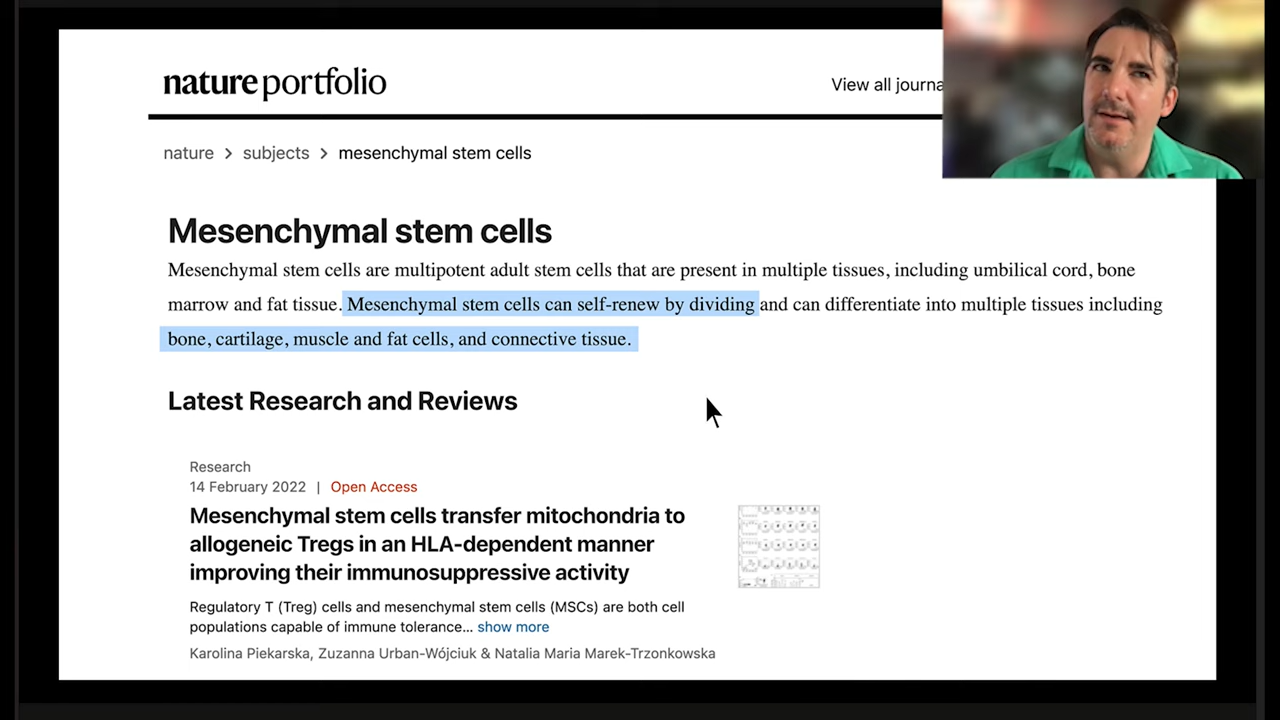 nature portfolio
View all journa
nature > subjects > mesenchymal stem cells
Mesenchymal stem cells
Mesenchymal stem cells are multipotent adult stem cells that are present in multiple tissues, including umbilical cord, bone
marrow and fat tissue. Mesenchymal stem cells can self-renew by dividing and can differentiate into multiple tissues including
bone, cartilage, muscle and fat cells, and connective tissue.
Latest Research and Reviews
Research
14 February 2022 | Open Access
Mesenchymal stem cells transfer mitochondria to
allogeneic Tregs in an HLA-dependent manner
improving their immunosuppressive activity
Regulatory T (Treg) cells and mesenchymal stem cells (MSCs) are both cell
populations capable of immune tolerance... show more
Karolina Piekarska, Zuzanna Urban-Wójciuk & Natalia Maria Marek-Trzonkowska